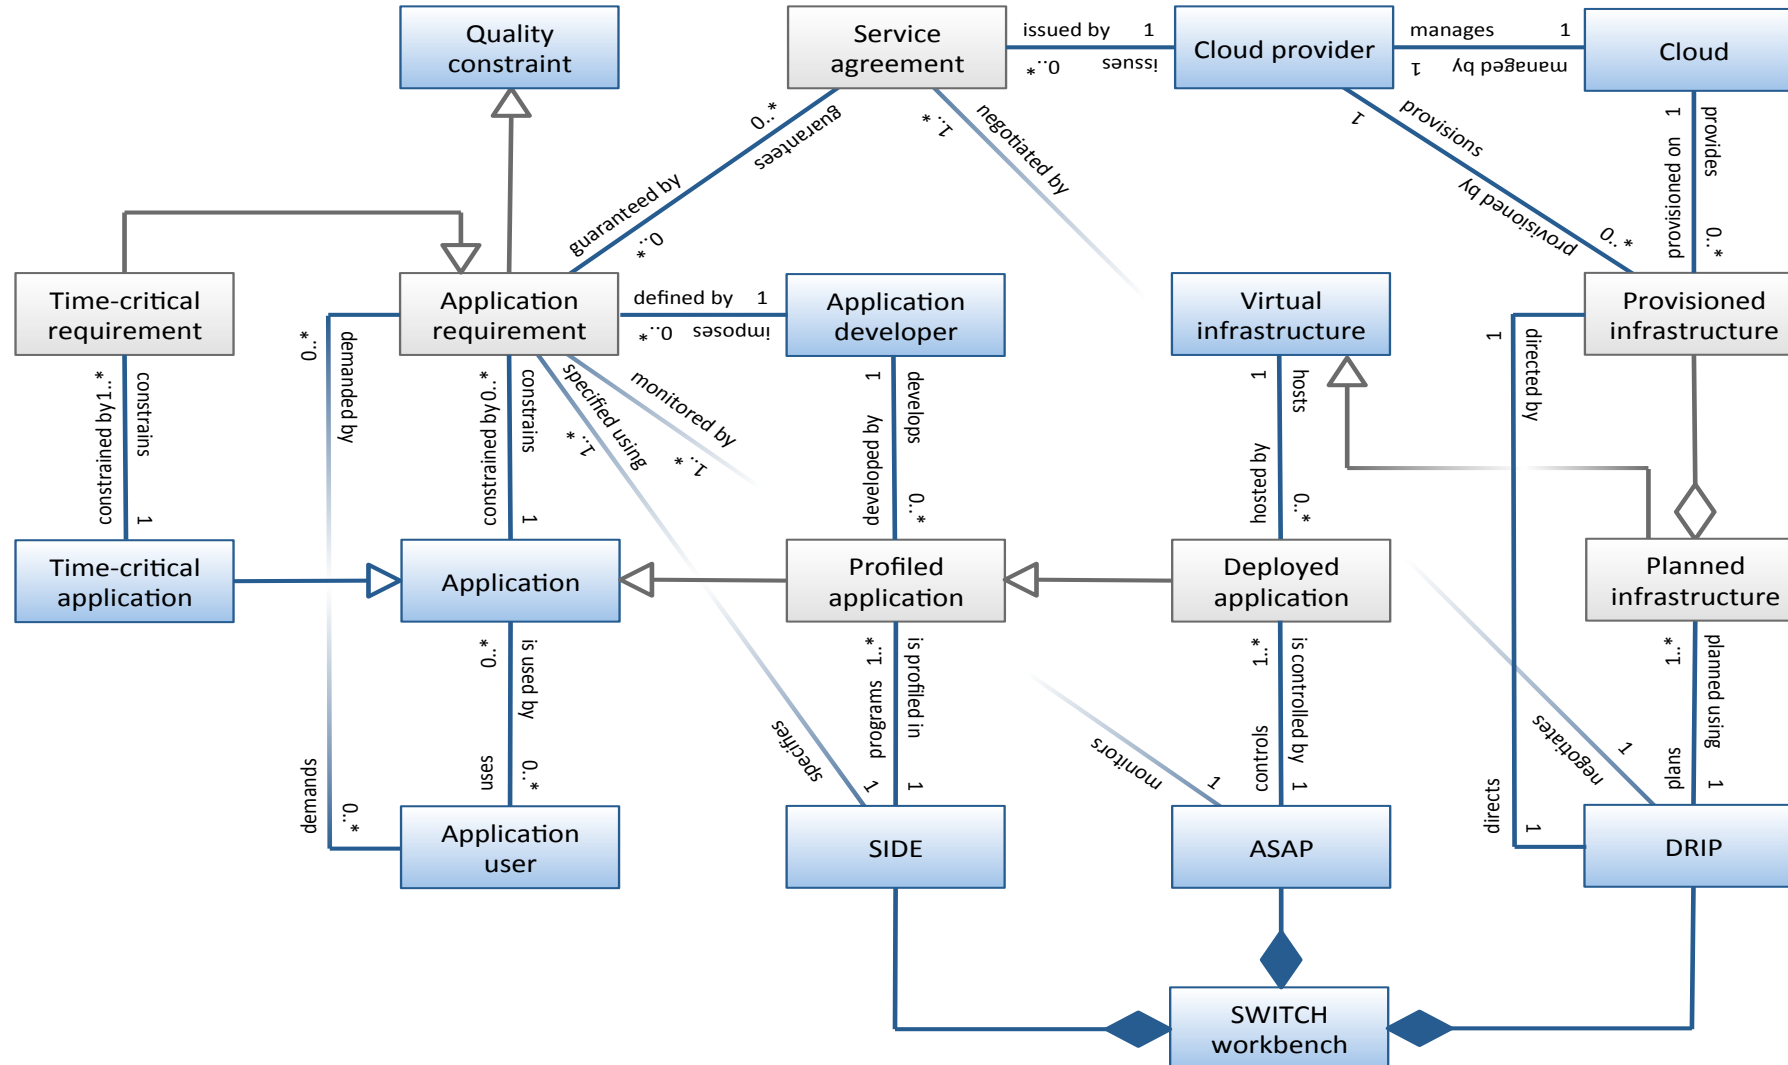 Quality
constraint
Service
agreement
issued by 1
0..* issues
Cloud provider
manages 1
1 managed by
Cloud
0..*
guarantees
guaranteed by
0..*
1..*
negotiated by
1
provisions
provisioned by
0..*
1
provides
provisioned on
0..*
Time-critical
requirement
Application
requirement
defined by 1
0..* imposes
Application
developer
Virtual
infrastructure
Provisioned
infrastructure
constrained by 1..*
constrains
1
0..*
demanded by
demands
0..*
constrained by 0..*
constrains
1
specified using
1..*
monitored by
1..*
1
develops
developed by
0..*
1
hosts
hosted by
0..*
1
directed by
directs
1
Time-critical
application
Application
Profiled
application
Deployed
application
Planned
infrastructure
0..*
is used by
uses
0..*
specifies
1
programs 1..*
is profiled in
1
monitors
1
1..*
is controlled by
controls
1
negotiates
1
1..*
planned using
plans
1
Application
user
SIDE
ASAP
DRIP
SWITCH
workbench